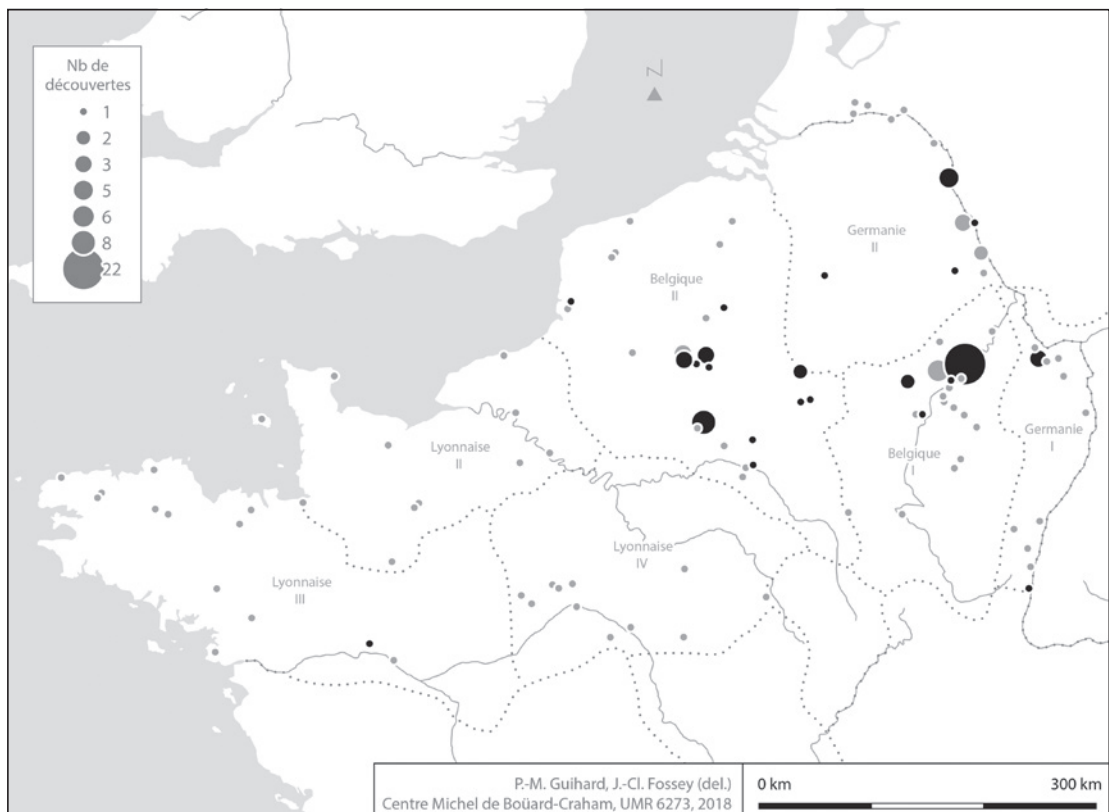 Nb de
découvertes
1
2
3
5
6
8
22
N
Germanie
II
Belgique
II
Lyonnaise
II
Belgique
I
Germanie
I
Lyonnaise
IV
Lyonnaise
III
P.-M. Guihard, J.-Cl. Fossey (del.)
Centre Michel de Boüard-Craham, UMR 6273, 2018
0 km 300 km